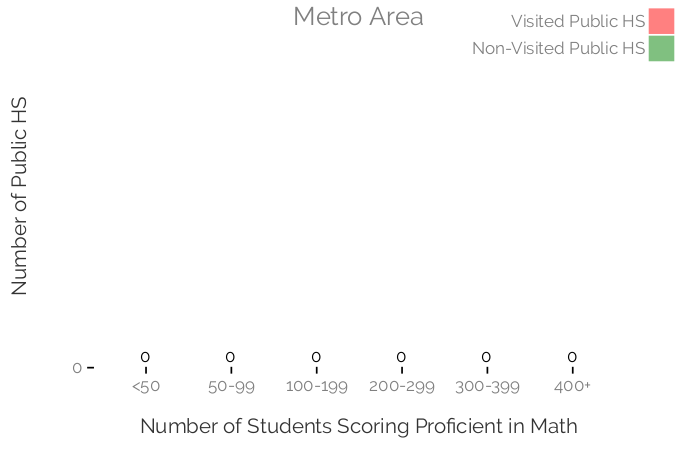 Metro Area
Visited Public HS
Non-Visited Public HS
Number of Public HS
0 0 0 0 0 0
0
<50 50-99 100-199 200-299 300-399 400+
Number of Students Scoring Proficient in Math